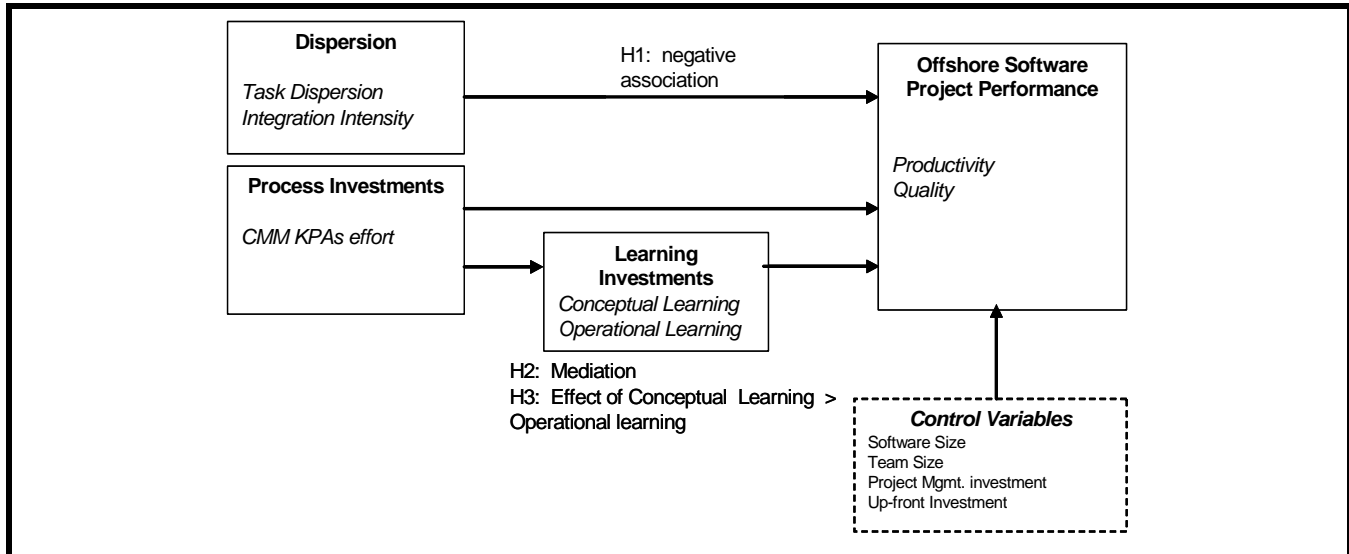 Dispersion
Task Dispersion
Integration Intensity
H1: negative
association
Offshore Software
Project Performance
Productivity
Quality
Process Investments
CMM KPAs effort
Learning
Investments
Conceptual Learning
Operational Learning
H2: Mediation
H3: Effect of Conceptual Learning >
Operational learning
Control Variables
Software Size
Team Size
Project Mgmt. investment
Up-front Investment